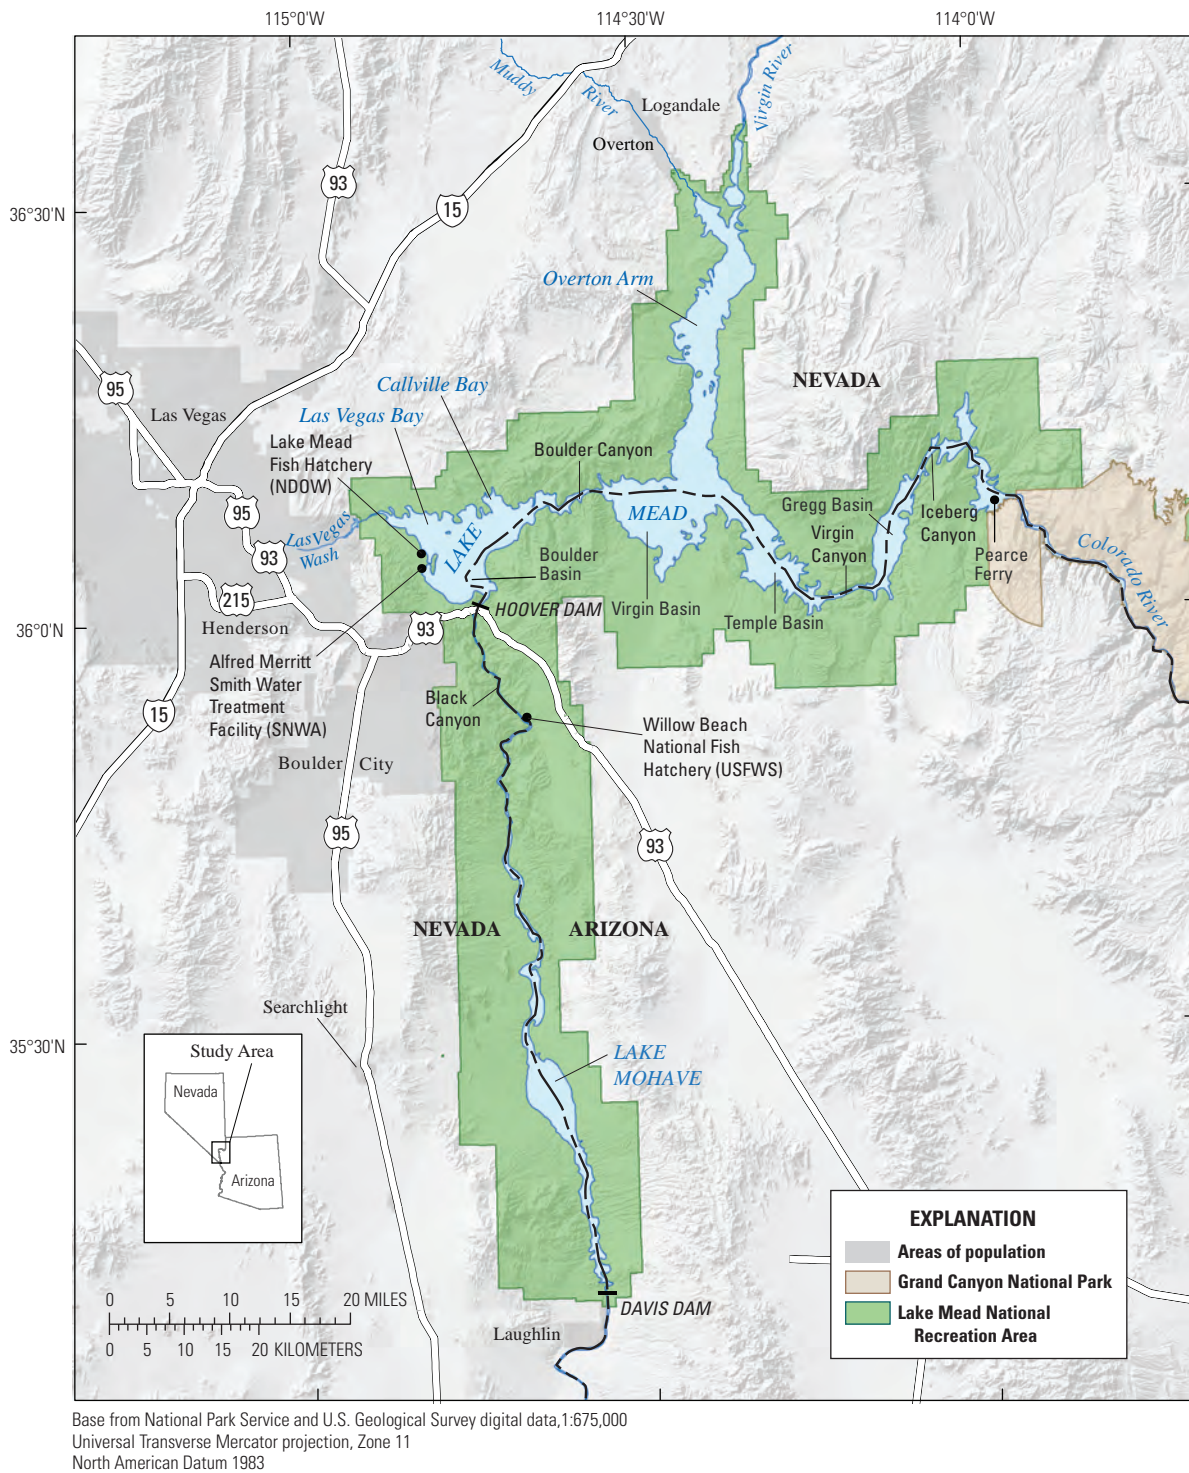 115°0'W
114°30'W
114°0'W
Muddy
River
Virgin River
Logandale
Overton
93
15
36°30'N
Overton Arm
NEVADA
95
Callville Bay
Las Vegas
Las Vegas Bay
Lake Mead
Fish Hatchery
(NDOW)
Boulder Canyon
95
LasVegas
Wash
LAKE
MEAD
Gregg Basin
Virgin
Canyon
Iceberg
Canyon
Pearce
Ferry
Colorado River
93
Boulder
Basin
215
HOOVER DAM
Virgin Basin
Temple Basin
36°0'N
Henderson
93
Alfred Merritt
Smith Water
Treatment
Facility (SNWA)
15
Black
Canyon
Willow Beach
National Fish
Hatchery (USFWS)
Boulder City
95
93
NEVADA
ARIZONA
Searchlight
35°30'N
LAKE
MOHAVE
Study Area
Nevada
Arizona
EXPLANATION
Areas of population
Grand Canyon National Park
Lake Mead National
Recreation Area
0 5 10 15 20 MILES
0 5 10 15 20 KILOMETERS
DAVIS DAM
Laughlin
Base from National Park Service and U.S. Geological Survey digital data,1:675,000
Universal Transverse Mercator projection, Zone 11
North American Datum 1983